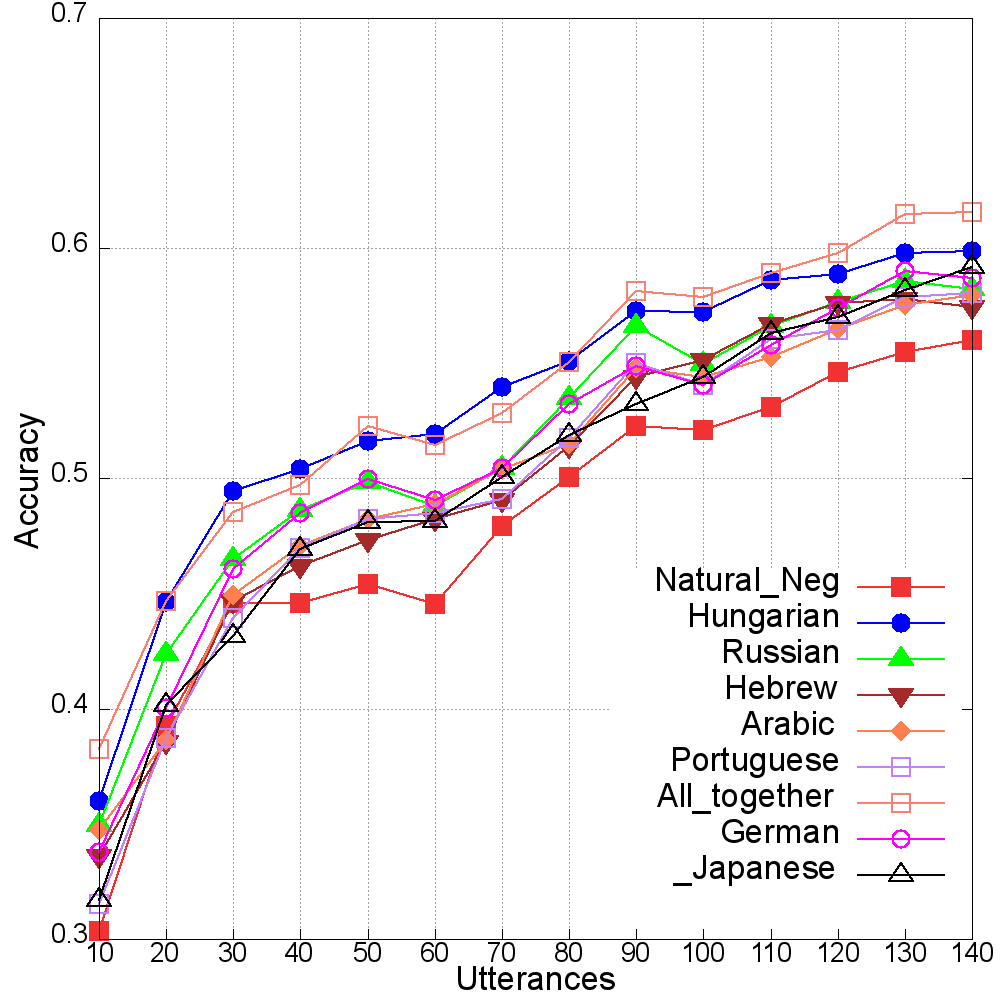 0.7
0.6
0.5
0.4
0.3
Accuracy
Natural_Neg
Hungarian
Russian
Hebrew
Arabic
Portuguese
All_together
German
_Japanese
10 20 30 40 50 60 70 80 90 100 110 120 130 140
Utterances